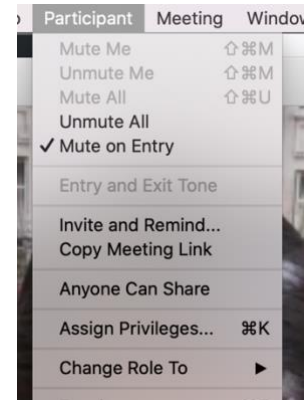 Participant Meeting Window
Mute Me ⇧⌘M
Unmute Me ⇧⌘M
Mute All ⇧⌘U
Unmute All
✓ Mute on Entry
Entry and Exit Tone
Invite and Remind...
Copy Meeting Link
Anyone Can Share
Assign Privileges... ⌘K
Change Role To ▶